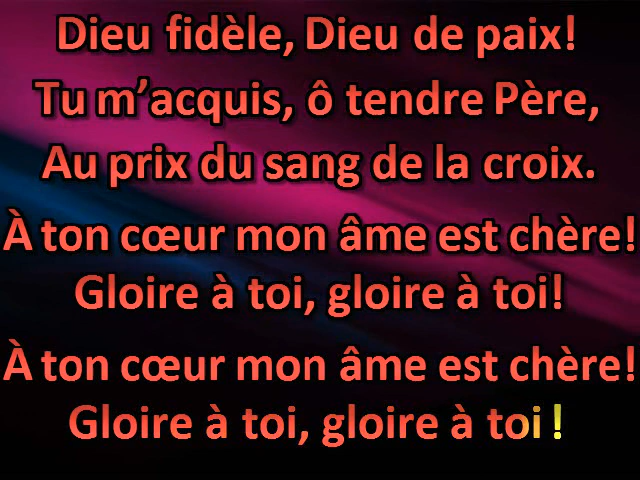 Dieu fidèle, Dieu de paix!
Tu m’acquis, ô tendre Père,
Au prix du sang de la croix.
À ton cœur mon âme est chère!
Gloire à toi, gloire à toi!
À ton cœur mon âme est chère!
Gloire à toi, gloire à toi !